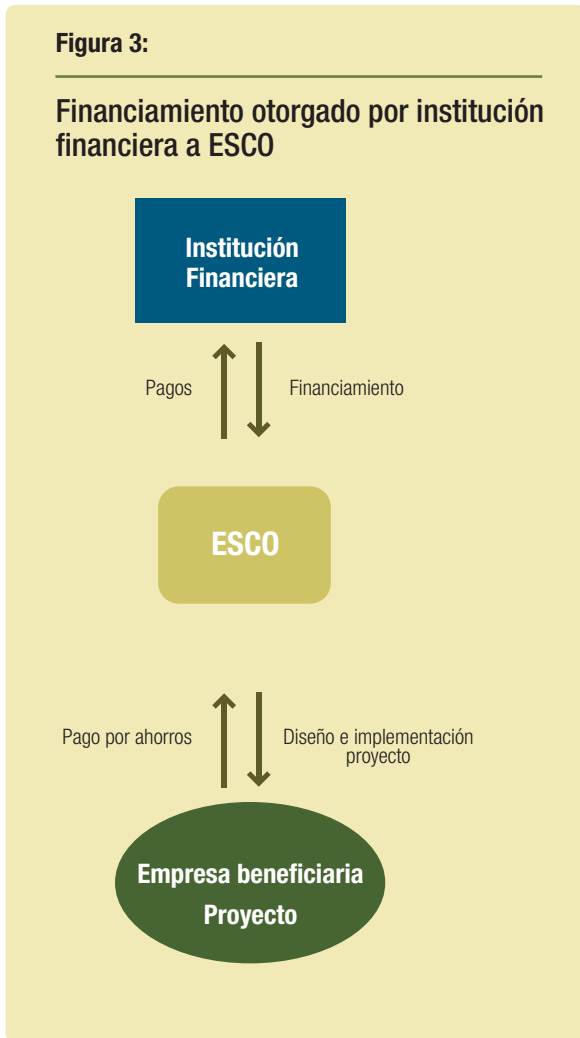 Figura 3:
Financiamiento otorgado por institución
financiera a ESCO
Institución
Financiera
Pagos
Financiamiento
ESCO
Pago por ahorros
Diseño e implementación
proyecto
Empresa beneficiaria
Proyecto